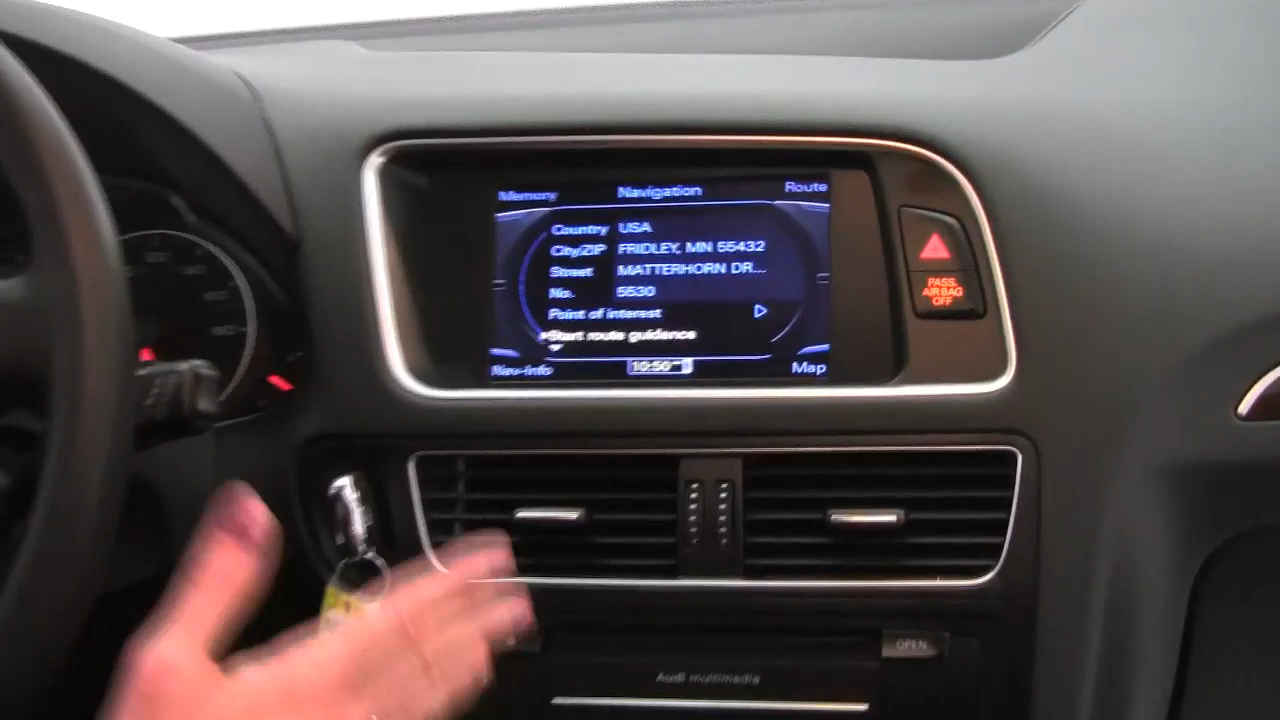 Memory Navigation Route
Country USA
City/ZIP FRIDLEY, MN 55432
Street MATTERHORN DR...
No. 5530
Point of interest
Start route guidance
Nav-Info 10:50 Map
PASS.
AIR BAG
OFF
OPEN
Audi multimedia